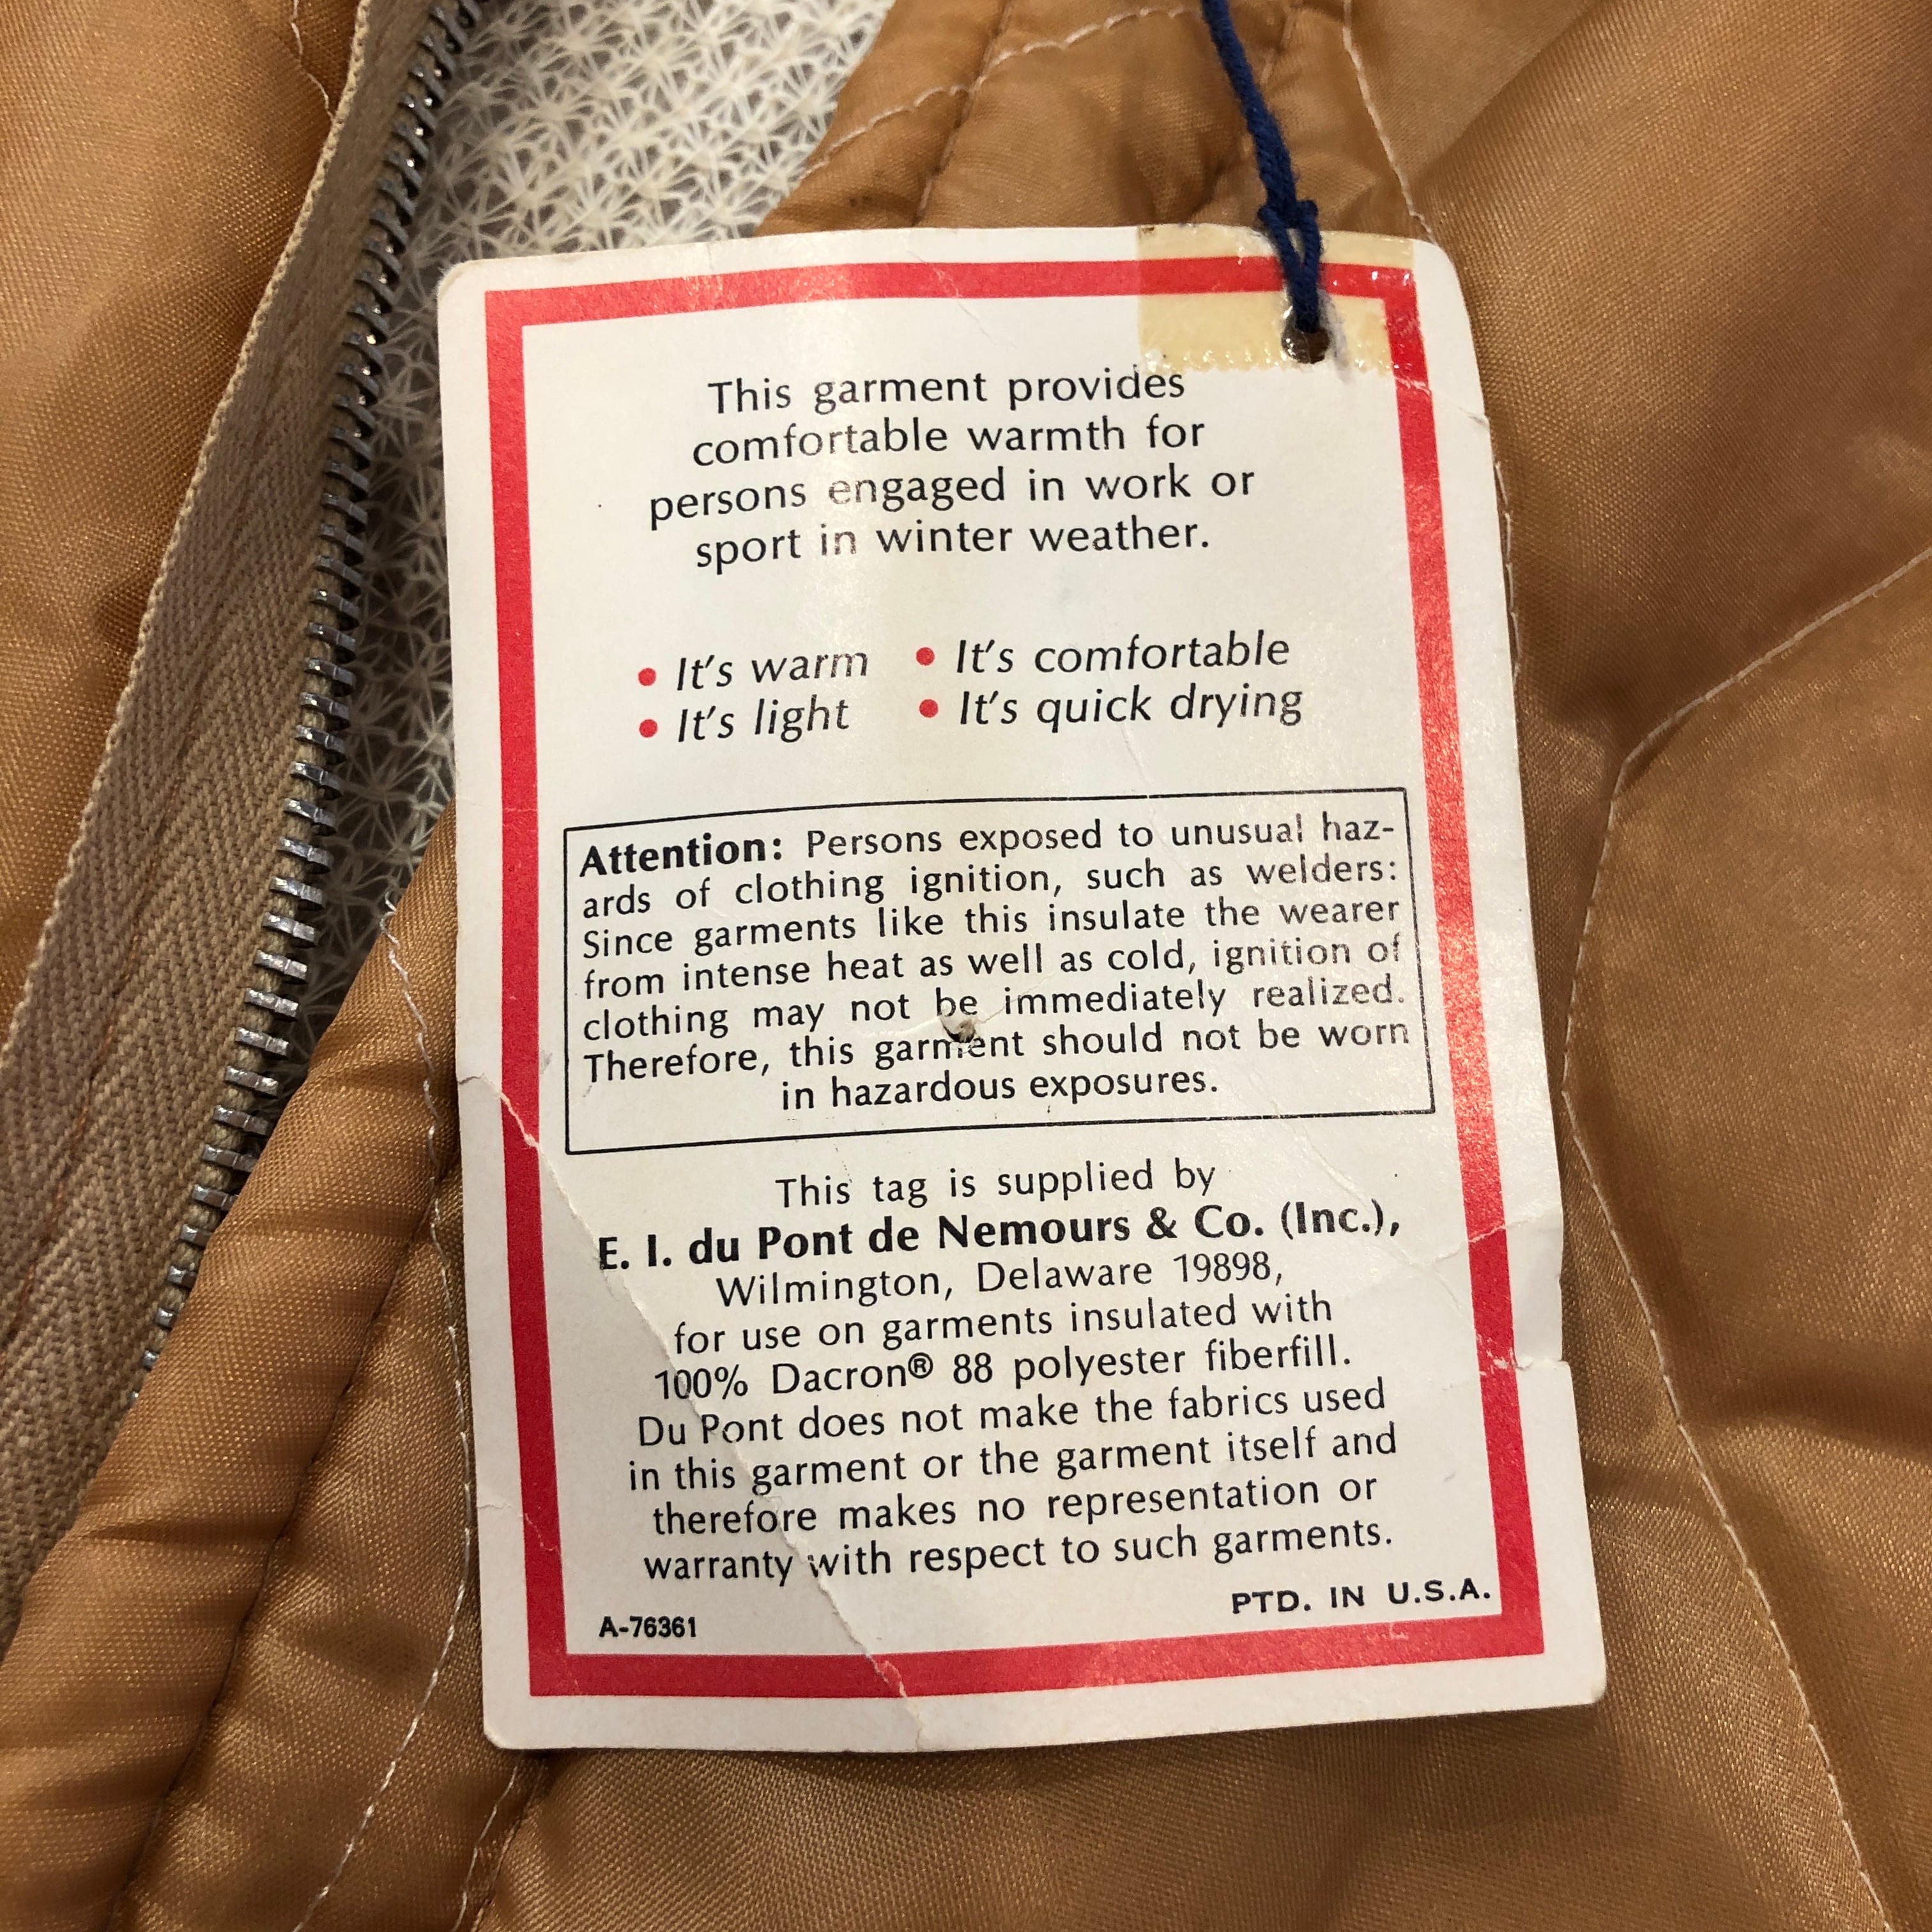 This garment provides
comfortable warmth for
persons engaged in work or
sport in winter weather.
• It's warm • It's comfortable
• It's light • It's quick drying
Attention: Persons exposed to unusual haz-
ards of clothing ignition, such as welders:
Since garments like this insulate the wearer
from intense heat as well as cold, ignition of
clothing may not be immediately realized.
Therefore, this garment should not be worn
in hazardous exposures.
This tag is supplied by
E. I. du Pont de Nemours & Co. (Inc.),
Wilmington, Delaware 19898,
for use on garments insulated with
100% Dacron® 88 polyester fiberfill.
Du Pont does not make the fabrics used
in this garment or the garment itself and
therefore makes no representation or
warranty with respect to such garments.
A-76361 PTD. IN U.S.A.